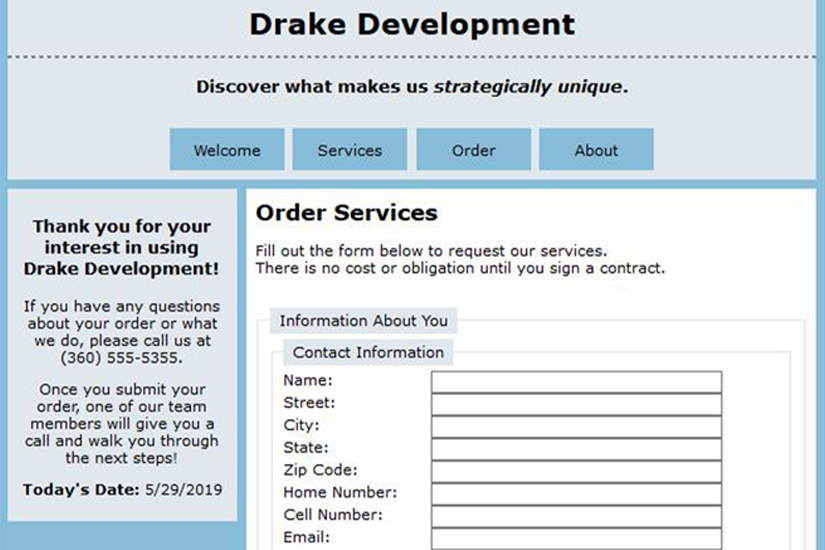 Drake Development
Discover what makes us strategically unique.
Welcome
Services
Order
About
Thank you for your
interest in using
Drake Development!
If you have any questions
about your order or what
we do, please call us at
(360) 555-5355.
Once you submit your
order, one of our team
members will give you a
call and walk you through
the next steps!
Today's Date: 5/29/2019
Order Services
Fill out the form below to request our services.
There is no cost or obligation until you sign a contract.
Information About You
Contact Information
Name:
Street:
City:
State:
Zip Code:
Home Number:
Cell Number:
Email: